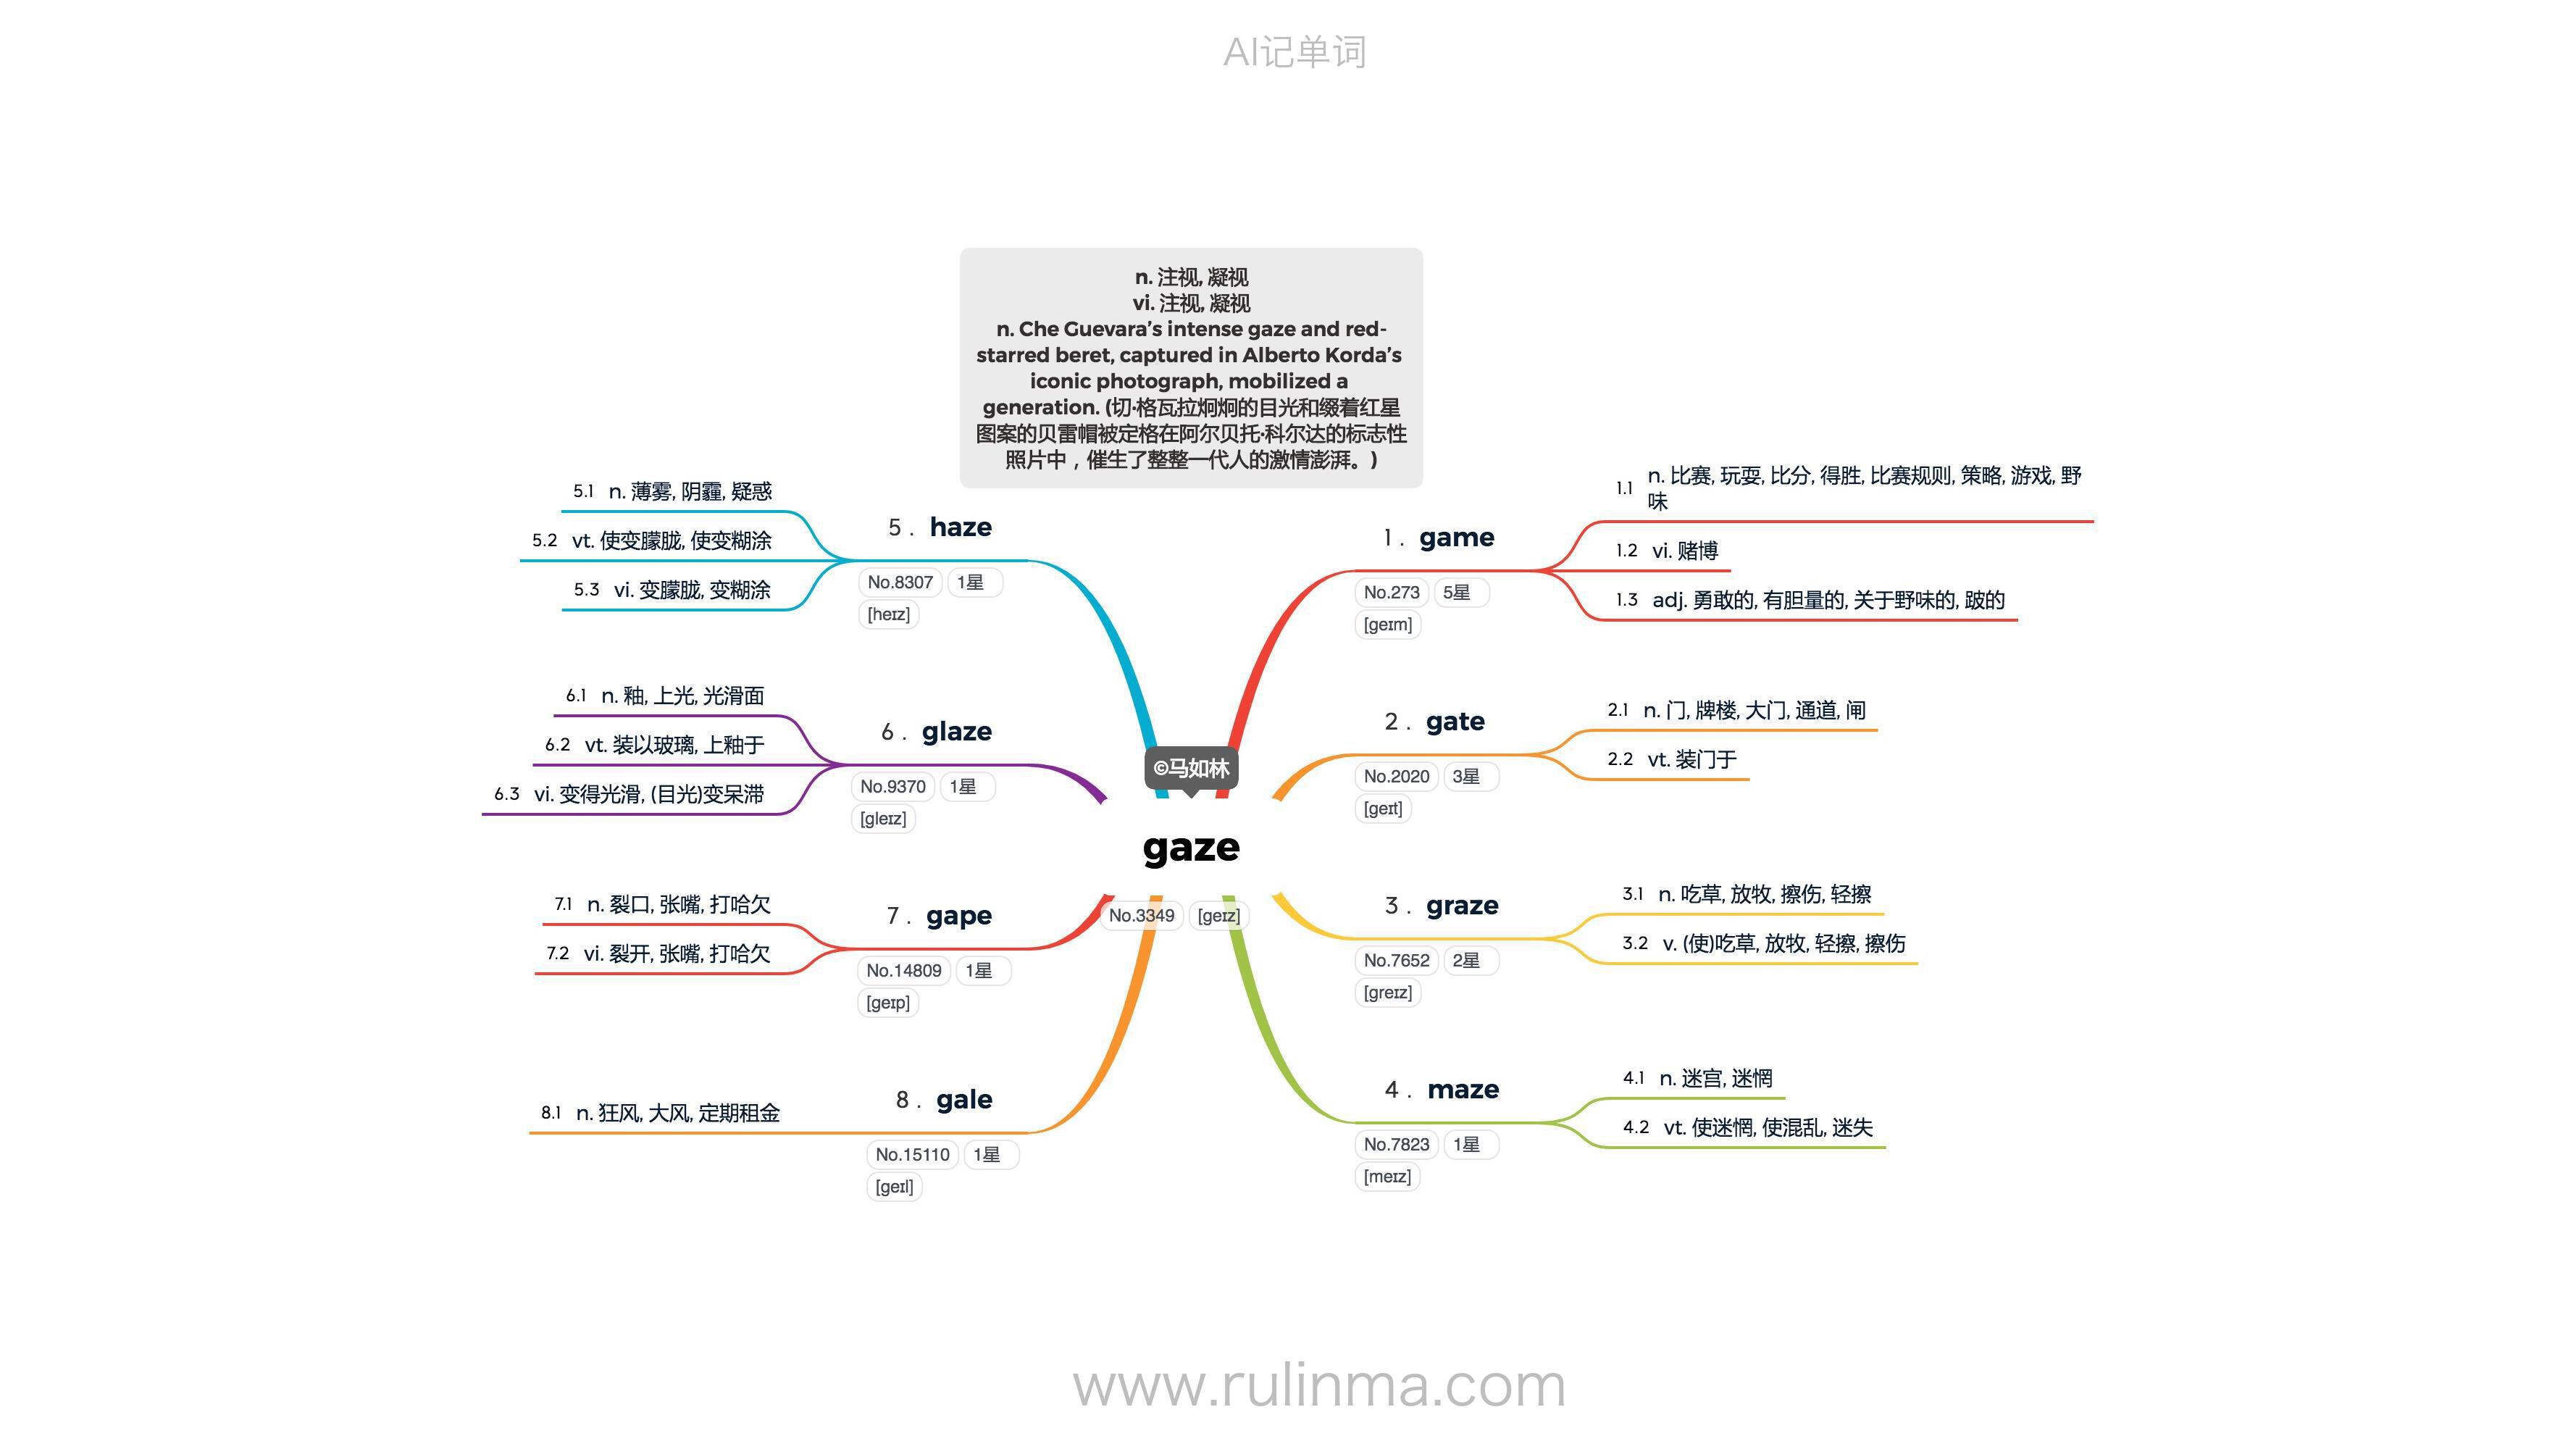 AI记单词
n. 注视, 凝视
vi. 注视, 凝视
n. Che Guevara’s intense gaze and red-
starred beret, captured in Alberto Korda’s
iconic photograph, mobilized a
generation. (切·格瓦拉炯炯的目光和缀着红星
图案的贝雷帽被定格在阿尔贝托·科尔达的标志性
照片中，催生了整整一代人的激情澎湃。)
©马如林
gaze
No.3349 [geɪz]
1. game
No.273 5星
[geɪm]
1.1 n. 比赛, 玩耍, 比分, 得胜, 比赛规则, 策略, 游戏, 野
味
1.2 vi. 赌博
1.3 adj. 勇敢的, 有胆量的, 关于野味的, 跛的
2. gate
No.2020 3星
[geɪt]
2.1 n. 门, 牌楼, 大门, 通道, 闸
2.2 vt. 装门于
3. graze
No.7652 2星
[greɪz]
3.1 n. 吃草, 放牧, 擦伤, 轻擦
3.2 v. (使)吃草, 放牧, 轻擦, 擦伤
4. maze
No.7823 1星
[meɪz]
4.1 n. 迷宫, 迷惘
4.2 vt. 使迷惘, 使混乱, 迷失
5. haze
No.8307 1星
[heɪz]
5.1 n. 薄雾, 阴霾, 疑惑
5.2 vt. 使变朦胧, 使变糊涂
5.3 vi. 变朦胧, 变糊涂
6. glaze
No.9370 1星
[gleɪz]
6.1 n. 釉, 上光, 光滑面
6.2 vt. 装以玻璃, 上釉于
6.3 vi. 变得光滑, (目光)变呆滞
7. gape
No.14809 1星
[geɪp]
7.1 n. 裂口, 张嘴, 打哈欠
7.2 vi. 裂开, 张嘴, 打哈欠
8. gale
No.15110 1星
[geɪl]
8.1 n. 狂风, 大风, 定期租金
www.rulinma.com